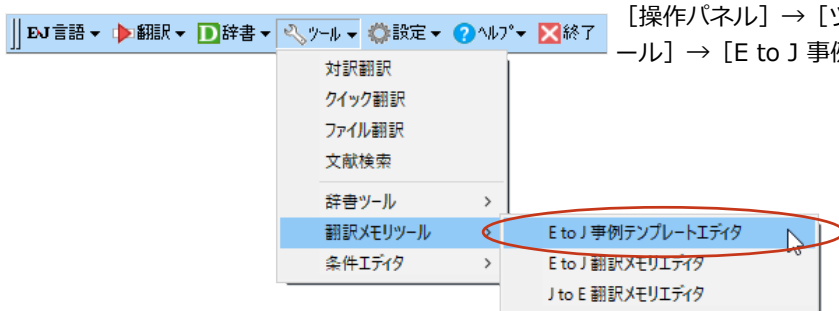 ［操作パネル］→［ツ
ール］→［E to J 事例
EJ 言語 ▼ 翻訳 ▼ D 辞書 ▼ ツール ▼ 設定 ▼ ? ヘルプ ▼ 終了
対訳翻訳
クイック翻訳
ファイル翻訳
文献検索
辞書ツール >
翻訳メモリツール >
条件エディタ >
E to J 事例テンプレートエディタ
E to J 翻訳メモリエディタ
J to E 翻訳メモリエディタ